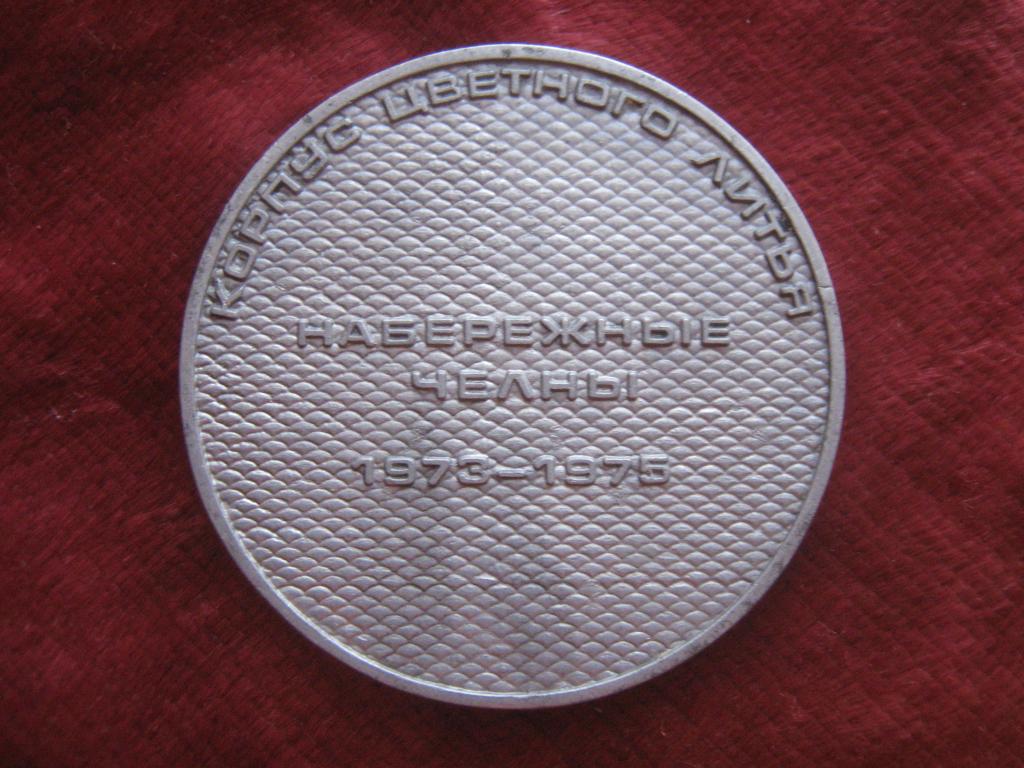 КОРПУС ЦВЕТНОГО ЛИТЬЯ
НАБЕРЕЖНЫЕ
ЧЕЛНЫ
1973–1975